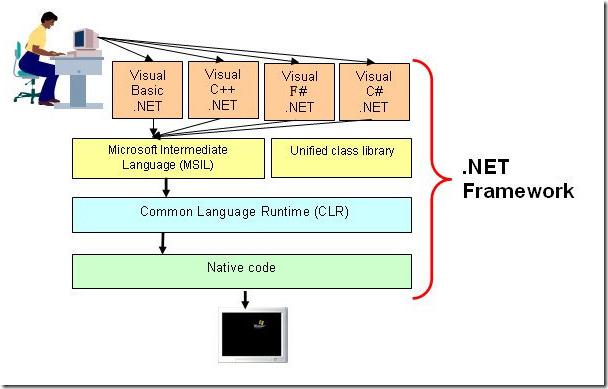 Visual
Basic
.NET
Visual
C++
.NET
Visual
F#
.NET
Visual
C#
.NET
Microsoft Intermediate
Language (MSIL)
Unified class library
.NET
Framework
Common Language Runtime (CLR)
Native code